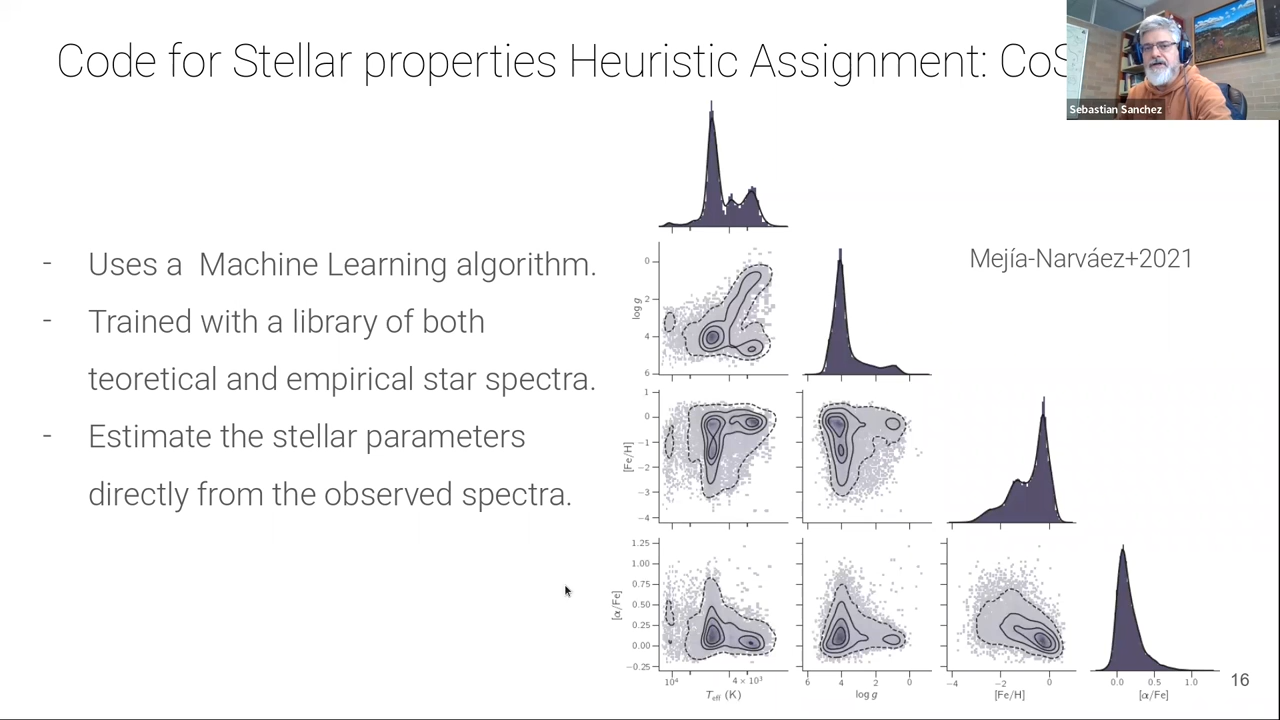 Code for Stellar properties Heuristic Assignment: CoS
Sebastian Sanchez
Mejía-Narváez+2021
- Uses a Machine Learning algorithm.
- Trained with a library of both
teoretical and empirical star spectra.
- Estimate the stellar parameters
directly from the observed spectra.
log g
0
2
4
6
[Fe/H]
1
0
−1
−2
−3
−4
[α/Fe]
1.25
1.00
0.75
0.50
0.25
0.00
−0.25
10⁴ 4 × 10³
T_eff (K)
6 4 2 0
log g
−4 −2 0
[Fe/H]
0.0 0.5 1.0
[α/Fe]
16